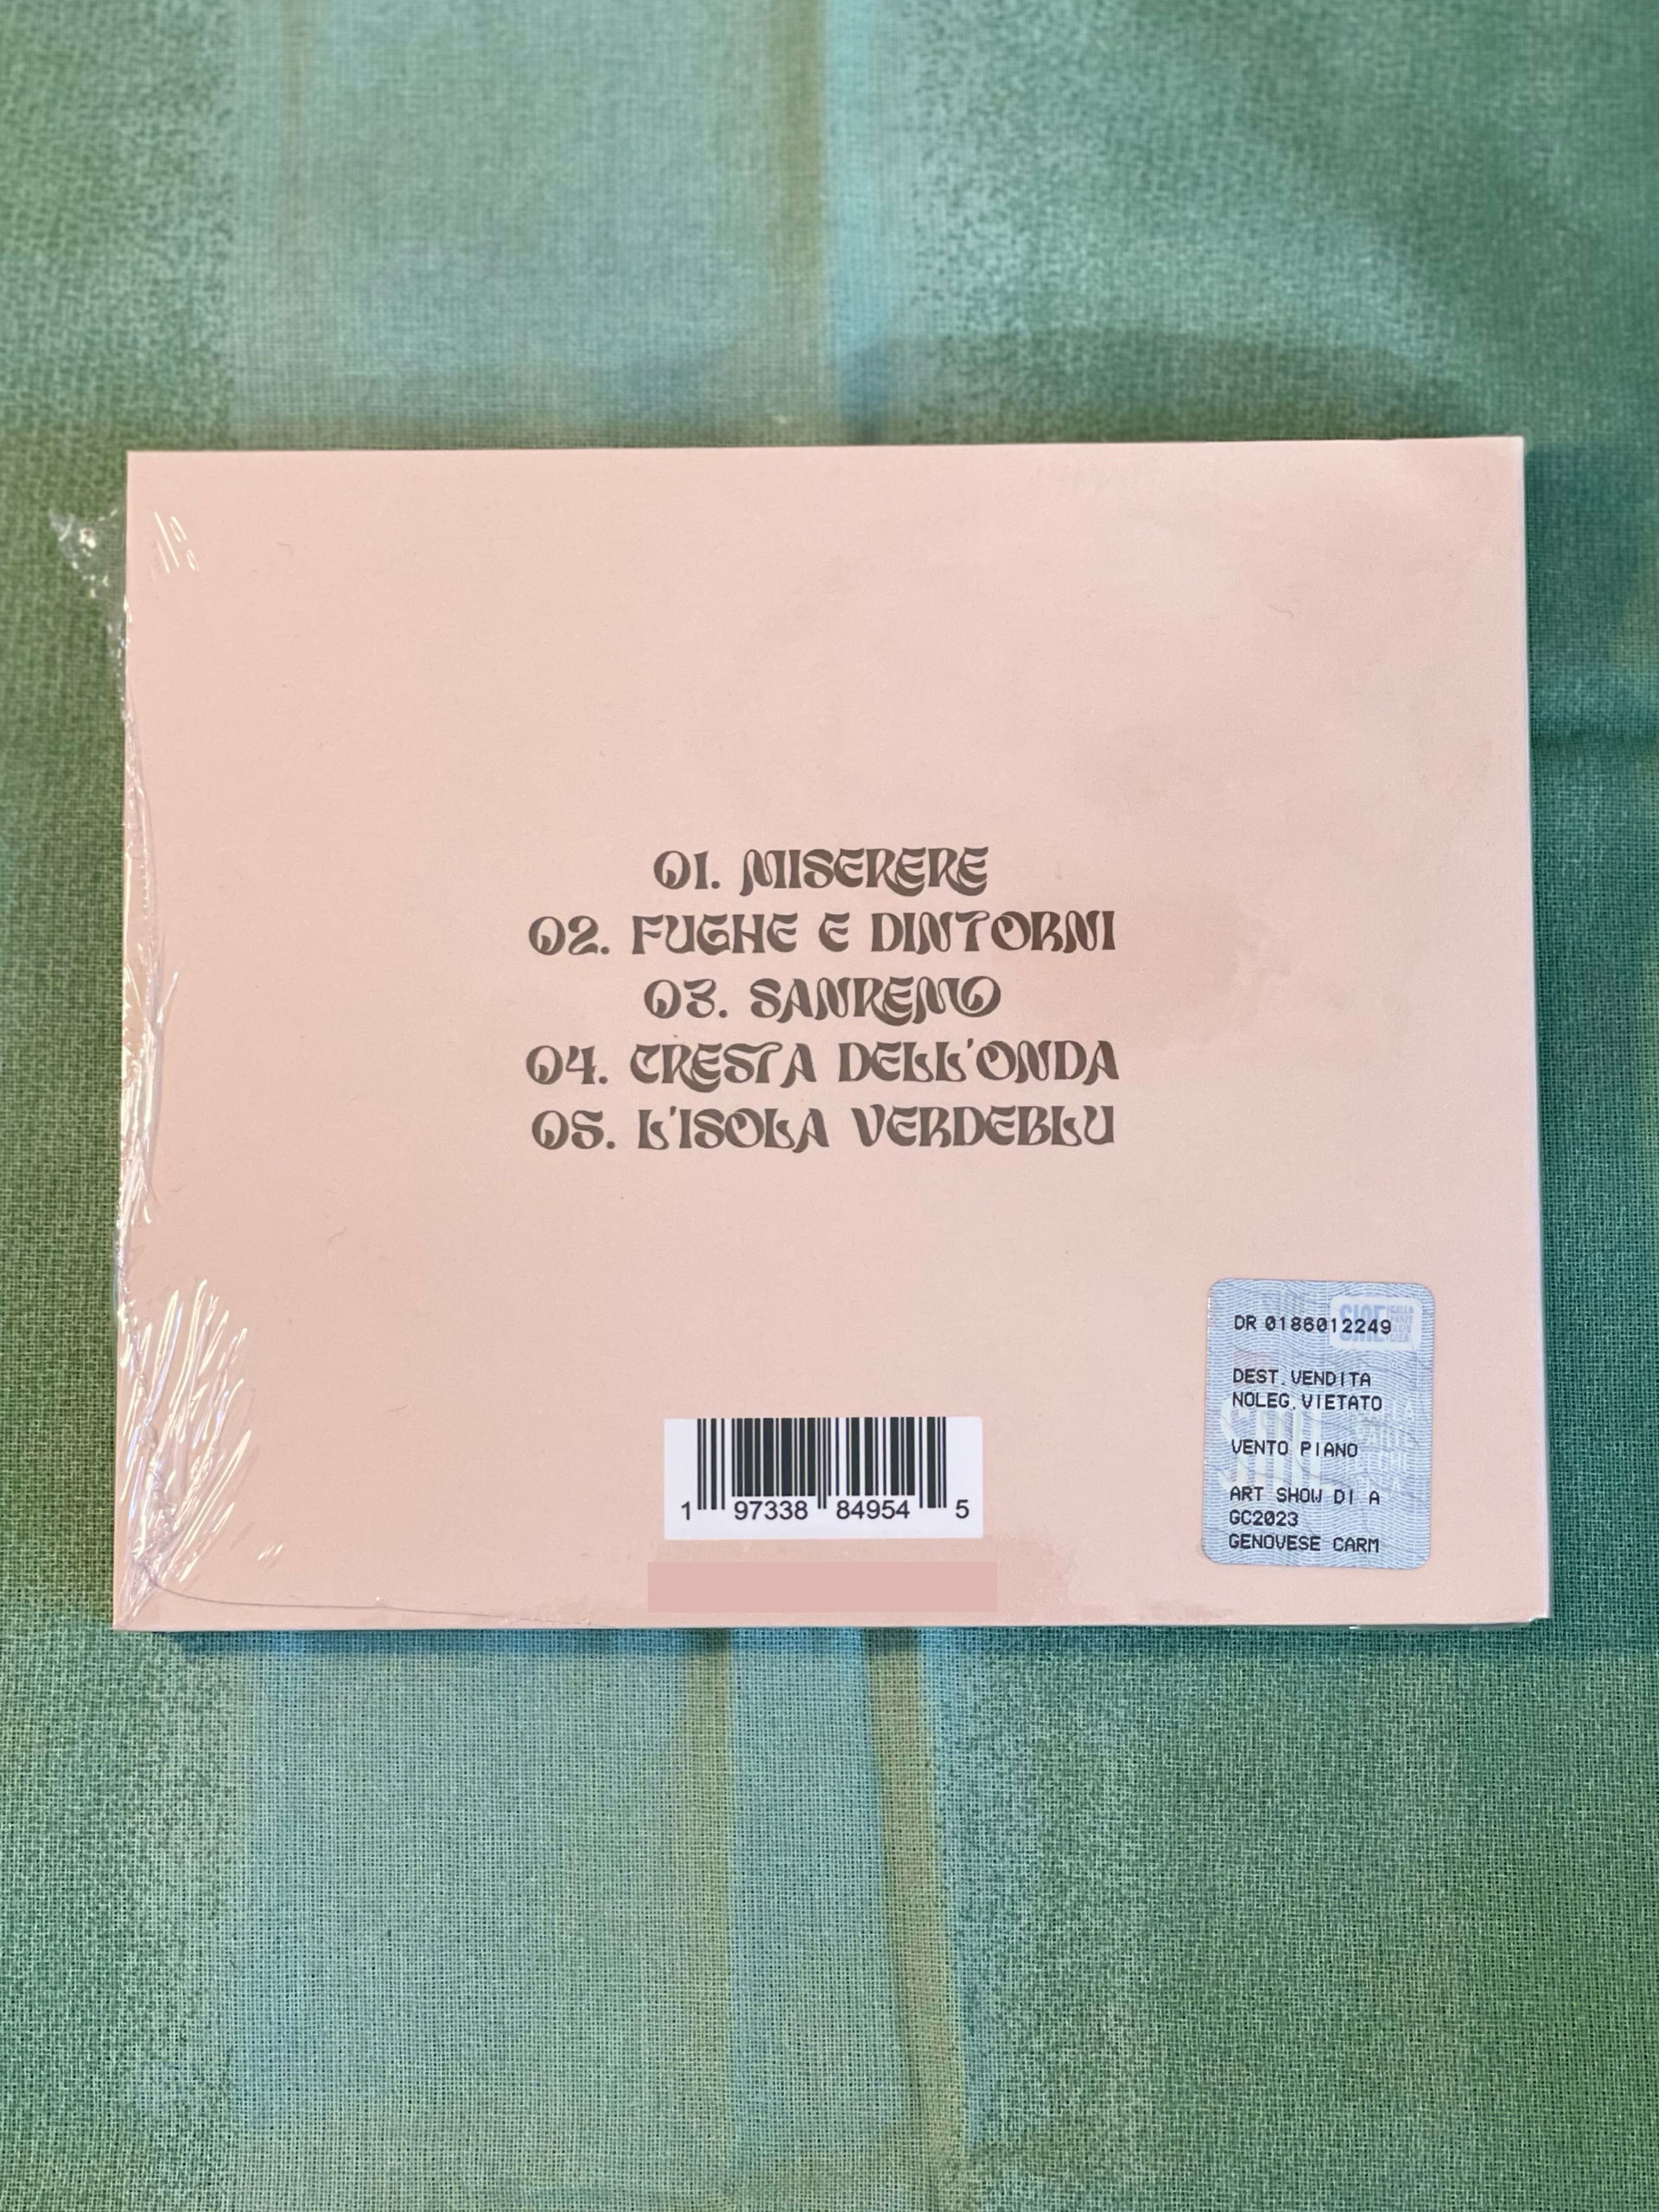 01. MISERERE
02. FUGHE E DINTORNI
03. SANREMO
04. CRESTA DELL'ONDA
05. L'ISOLA VERDEBLU
1 97338 84954 5
SIAE
DR 0186012249
DEST.VENDITA
NOLEG.VIETATO
VENTO PIANO
ART SHOW DI A
GC2023
GENOVESE CARM